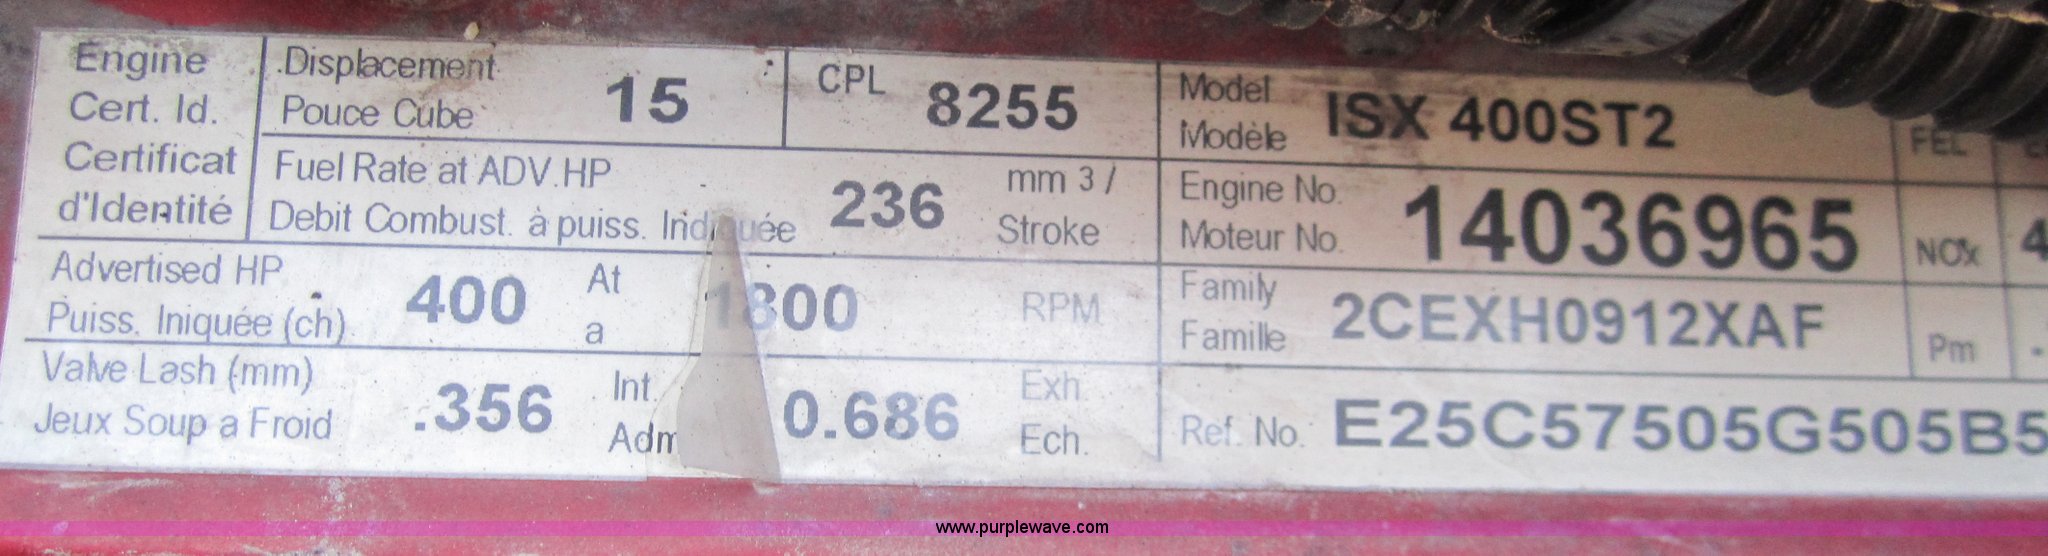 Engine
Cert. Id.
Certificat
d'Identité
Displacement
Pouce Cube
15
CPL
8255
Model
Modèle
ISX 400ST2
FEL
Fuel Rate at ADV.HP
Debit Combust. à puiss. Indiquée
236
mm 3 /
Stroke
Engine No.
Moteur No.
14036965
NOx
4
Advertised HP
Puiss. Iniquée (ch)
400
At
a
1800
RPM
Family
Famille
2CEXH0912XAF
Pm
Valve Lash (mm)
Jeux Soup a Froid
.356
Int
Adm
0.686
Exh
Ech.
Ref. No.
E25C57505G505B5
www.purplewave.com